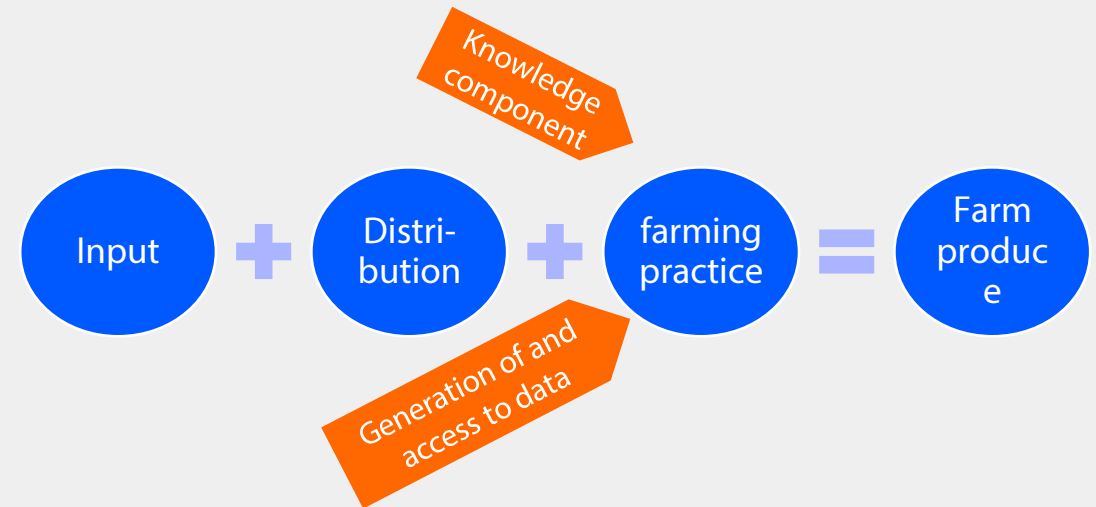 Knowledge
component
Input
Distri-
bution
farming
practice
Farm
produc
e
Generation of and
access to data